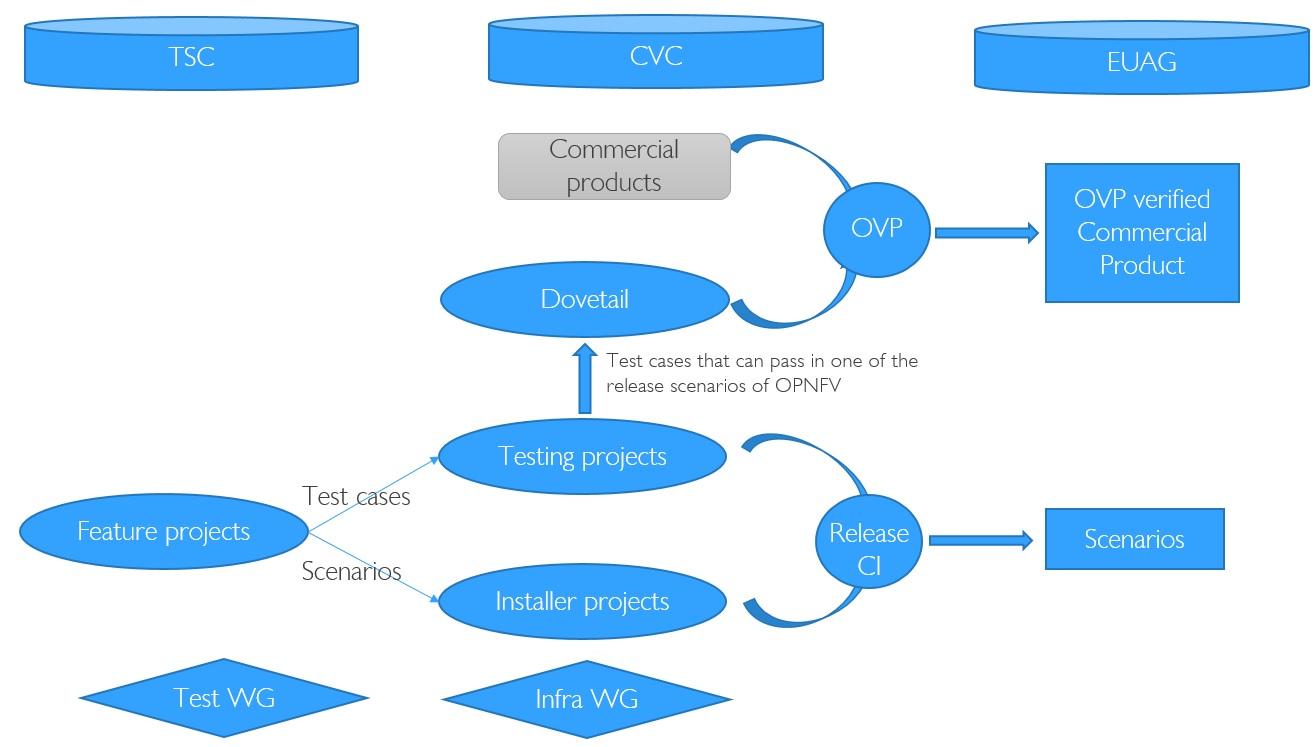 TSC
CVC
EUAG
Commercial
products
OVP
OVP verified
Commercial
Product
Dovetail
Test cases that can pass in one of the
release scenarios of OPNFV
Testing projects
Test cases
Feature projects
Scenarios
Installer projects
Release
CI
Scenarios
Test WG
Infra WG